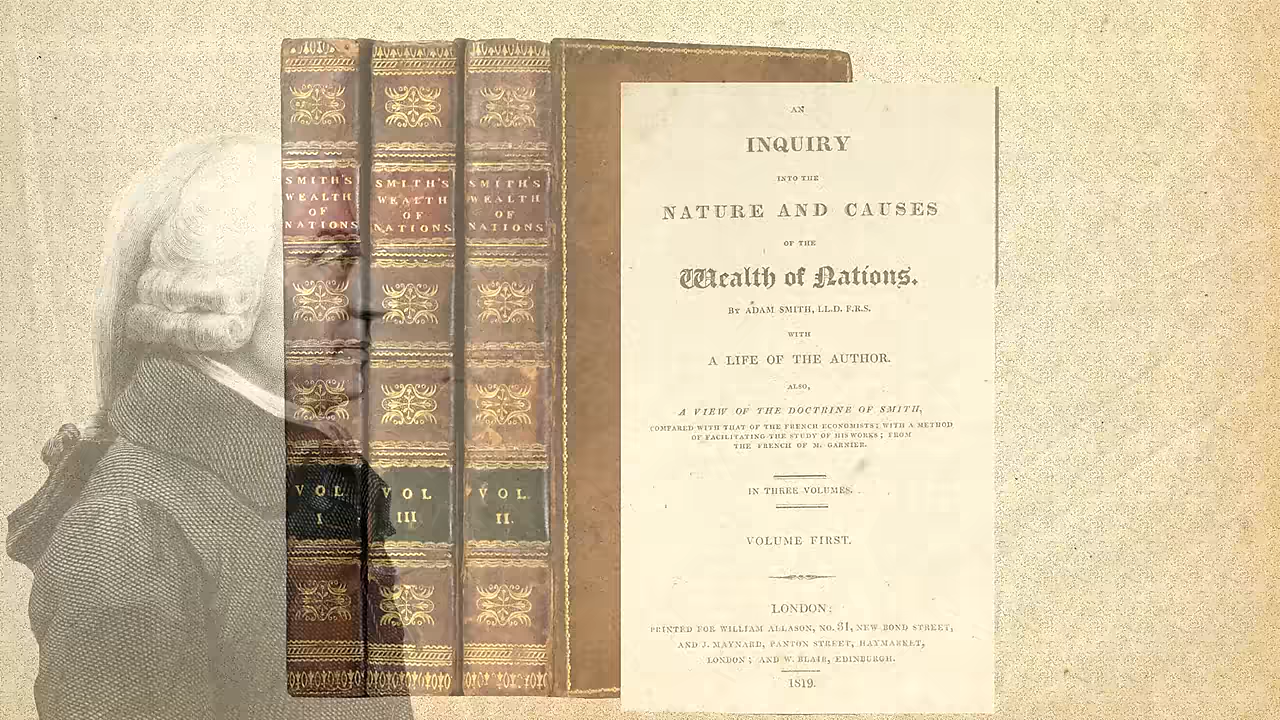 SMITH'S
WEALTH
OF
NATIONS
VOL
I
SMITH'S
WEALTH
OF
NATIONS
VOL
III
SMITH'S
WEALTH
OF
NATIONS
VOL.
II.
AN
INQUIRY
INTO THE
NATURE AND CAUSES
OF THE
Wealth of Nations.
BY ADAM SMITH, LL.D. F.R.S.
WITH
A LIFE OF THE AUTHOR.
ALSO,
A VIEW OF THE DOCTRINE OF SMITH,
COMPARED WITH THAT OF THE FRENCH ECONOMISTS; WITH A METHOD
OF FACILITATING THE STUDY OF HIS WORKS; FROM
THE FRENCH OF M. GARNIER.
IN THREE VOLUMES.
VOLUME FIRST.
LONDON:
PRINTED FOR WILLIAM ALLASON, NO. 31, NEW BOND STREET,
AND J. MAYNARD, PANTON STREET, HAYMARKET,
LONDON; AND W. BLAIR, EDINBURGH.
1819.